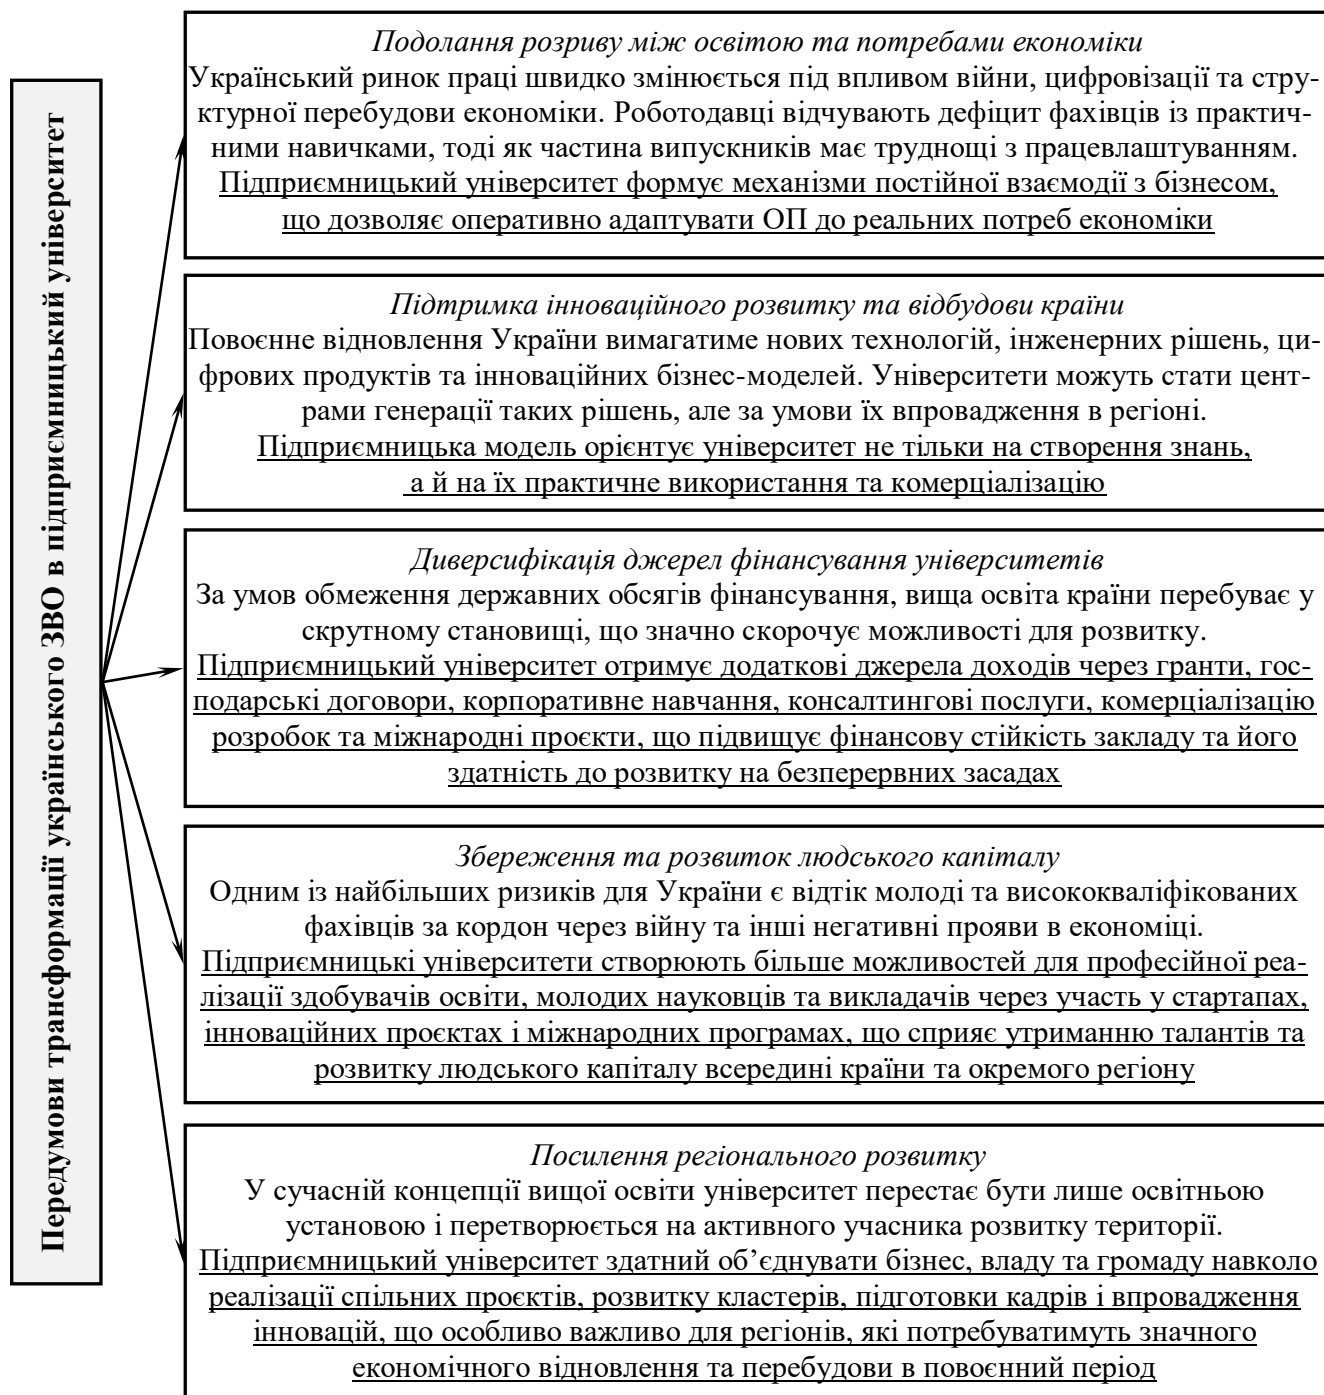 Передумови трансформації українського ЗВО в підприємницький університет
Подолання розриву між освітою та потребами економіки
Український ринок праці швидко змінюється під впливом війни, цифровізації та стру-
ктурної перебудови економіки. Роботодавці відчувають дефіцит фахівців із практич-
ними навичками, тоді як частина випускників має труднощі з працевлаштуванням.
Підприємницький університет формує механізми постійної взаємодії з бізнесом,
що дозволяє оперативно адаптувати ОП до реальних потреб економіки
Підтримка інноваційного розвитку та відбудови країни
Повоєнне відновлення України вимагатиме нових технологій, інженерних рішень, ци-
фрових продуктів та інноваційних бізнес-моделей. Університети можуть стати цент-
рами генерації таких рішень, але за умови їх впровадження в регіоні.
Підприємницька модель орієнтує університет не тільки на створення знань,
а й на їх практичне використання та комерціалізацію
Диверсифікація джерел фінансування університетів
За умов обмеження державних обсягів фінансування, вища освіта країни перебуває у
скрутному становищі, що значно скорочує можливості для розвитку.
Підприємницький університет отримує додаткові джерела доходів через гранти, гос-
подарські договори, корпоративне навчання, консалтингові послуги, комерціалізацію
розробок та міжнародні проєкти, що підвищує фінансову стійкість закладу та його
здатність до розвитку на безперервних засадах
Збереження та розвиток людського капіталу
Одним із найбільших ризиків для України є відтік молоді та висококваліфікованих
фахівців за кордон через війну та інші негативні прояви в економіці.
Підприємницькі університети створюють більше можливостей для професійної реа-
лізації здобувачів освіти, молодих науковців та викладачів через участь у стартапах,
інноваційних проєктах і міжнародних програмах, що сприяє утриманню талантів та
розвитку людського капіталу всередині країни та окремого регіону
Посилення регіонального розвитку
У сучасній концепції вищої освіти університет перестає бути лише освітньою
установою і перетворюється на активного учасника розвитку території.
Підприємницький університет здатний об’єднувати бізнес, владу та громаду навколо
реалізації спільних проєктів, розвитку кластерів, підготовки кадрів і впровадження
інновацій, що особливо важливо для регіонів, які потребуватимуть значного
економічного відновлення та перебудови в повоєнний період